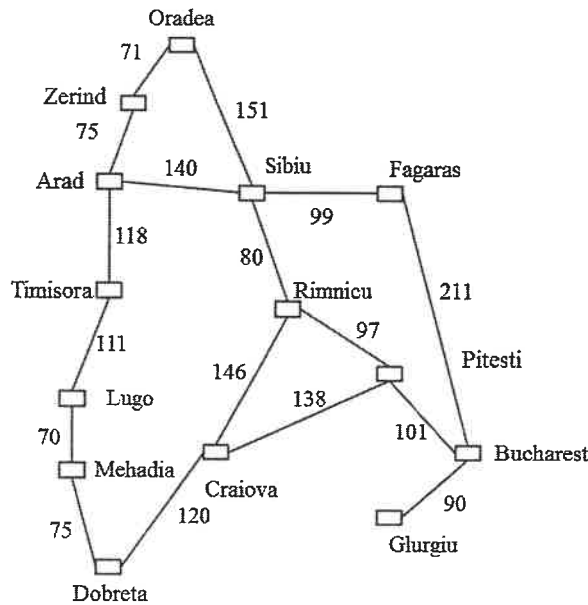 Oradea
71
Zerind
151
75
140
Sibiu
Fagaras
Arad
99
118
80
Timisora
Rimnicu
211
97
111
Pitesti
146
138
Lugo
101
70
Bucharest
Mehadia
Craiova
90
120
75
Glurgiu
Dobreta